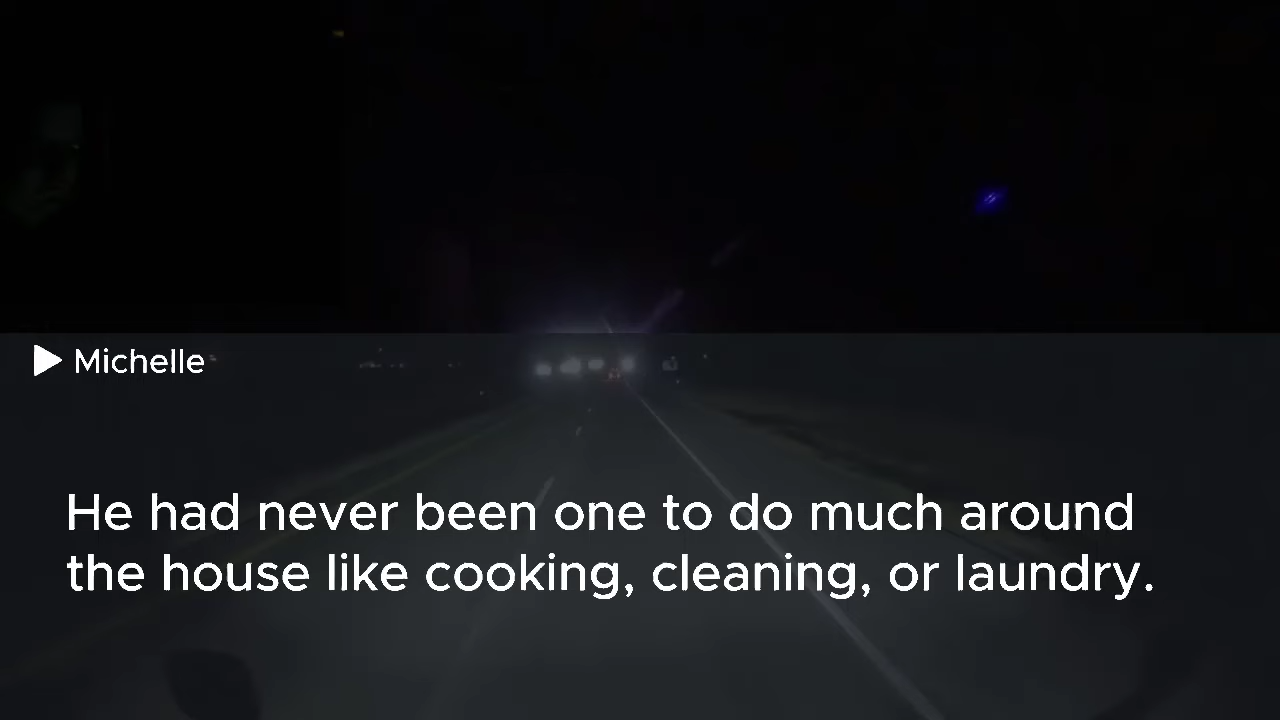 Michelle
He had never been one to do much around
the house like cooking, cleaning, or laundry.